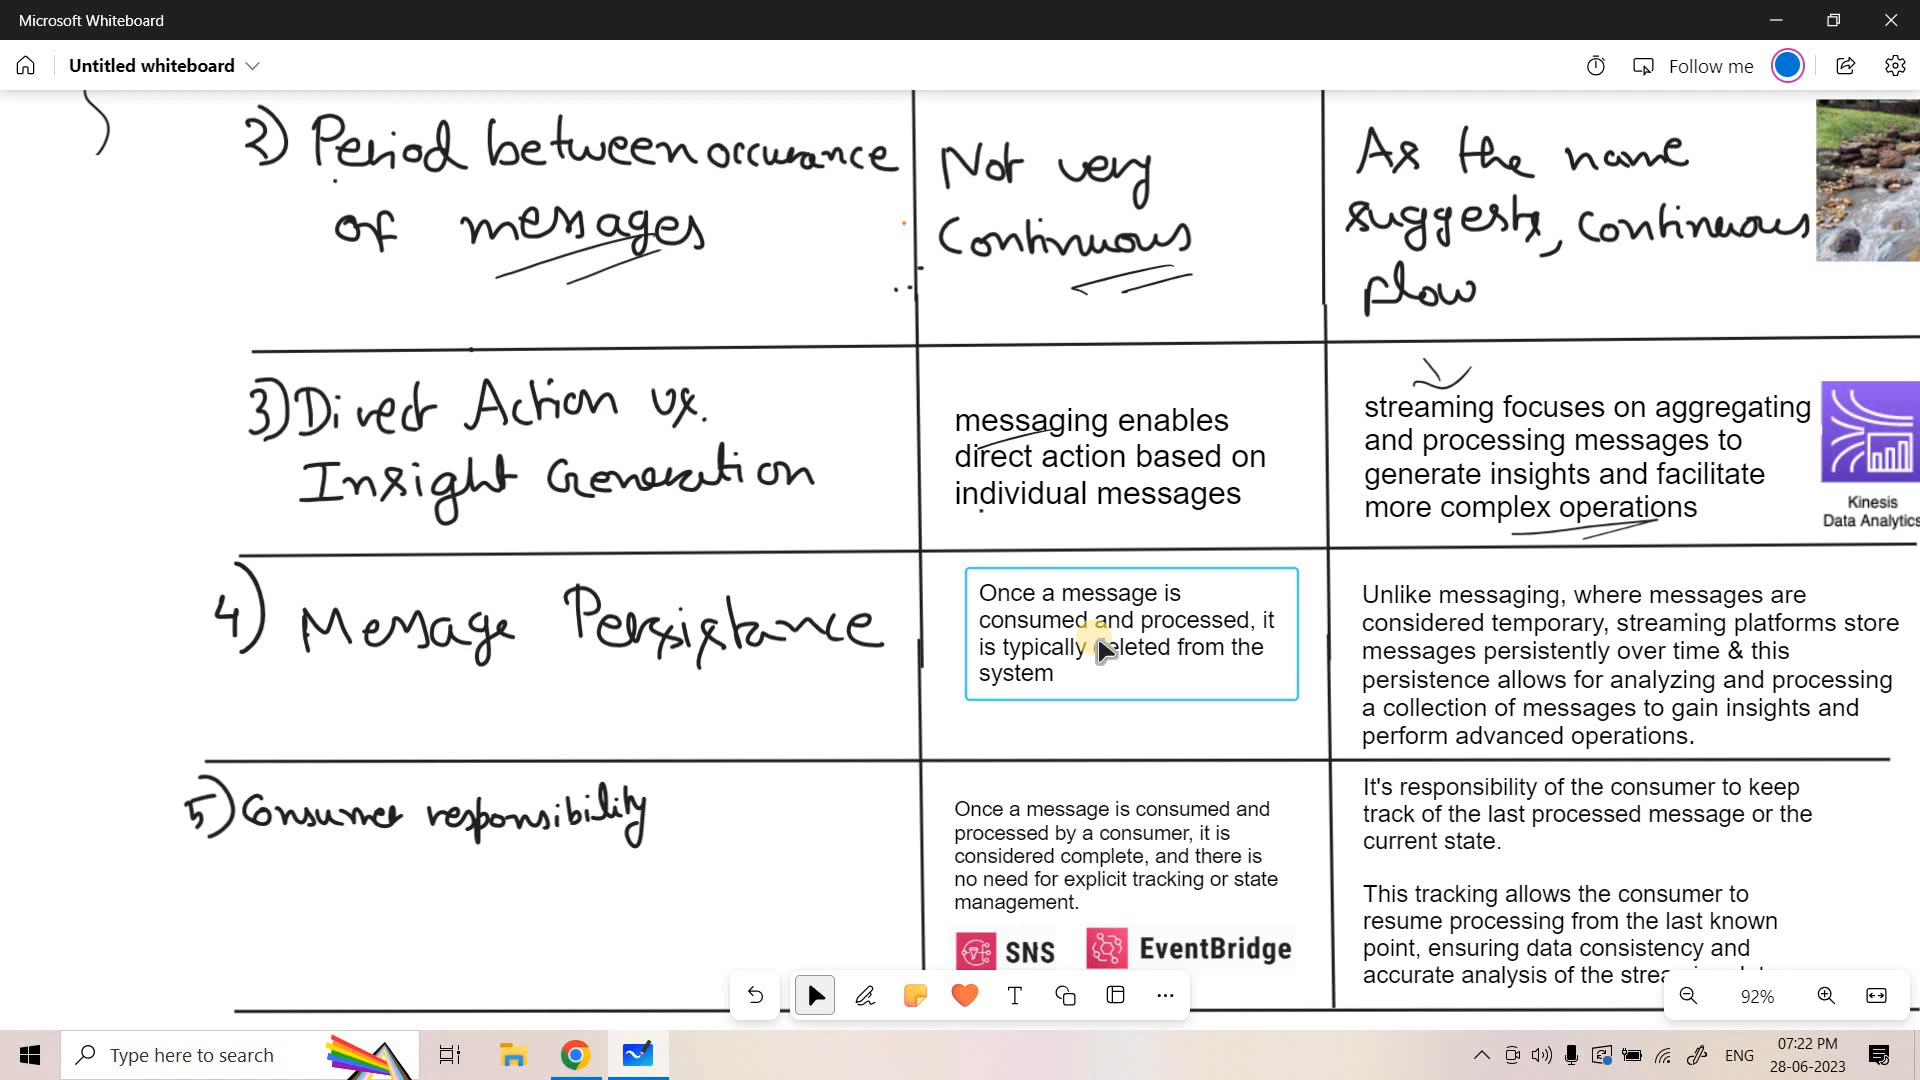 Microsoft Whiteboard
Untitled whiteboard
Follow me
2) Period between occurance
of messages
Not very
Continuous
As the name
suggests, continuous
flow
3) Direct Action vs.
Insight Generation
messaging enables
direct action based on
individual messages
streaming focuses on aggregating
and processing messages to
generate insights and facilitate
more complex operations
Kinesis
Data Analytics
4) Message Persistance
Once a message is
consumed and processed, it
is typically deleted from the
system
Unlike messaging, where messages are
considered temporary, streaming platforms store
messages persistently over time & this
persistence allows for analyzing and processing
a collection of messages to gain insights and
perform advanced operations.
5) Consumer responsibility
Once a message is consumed and
processed by a consumer, it is
considered complete, and there is
no need for explicit tracking or state
management.
SNS
EventBridge
It's responsibility of the consumer to keep
track of the last processed message or the
current state.
This tracking allows the consumer to
resume processing from the last known
point, ensuring data consistency and
accurate analysis of the
92%
Type here to search
ENG
07:22 PM
28-06-2023